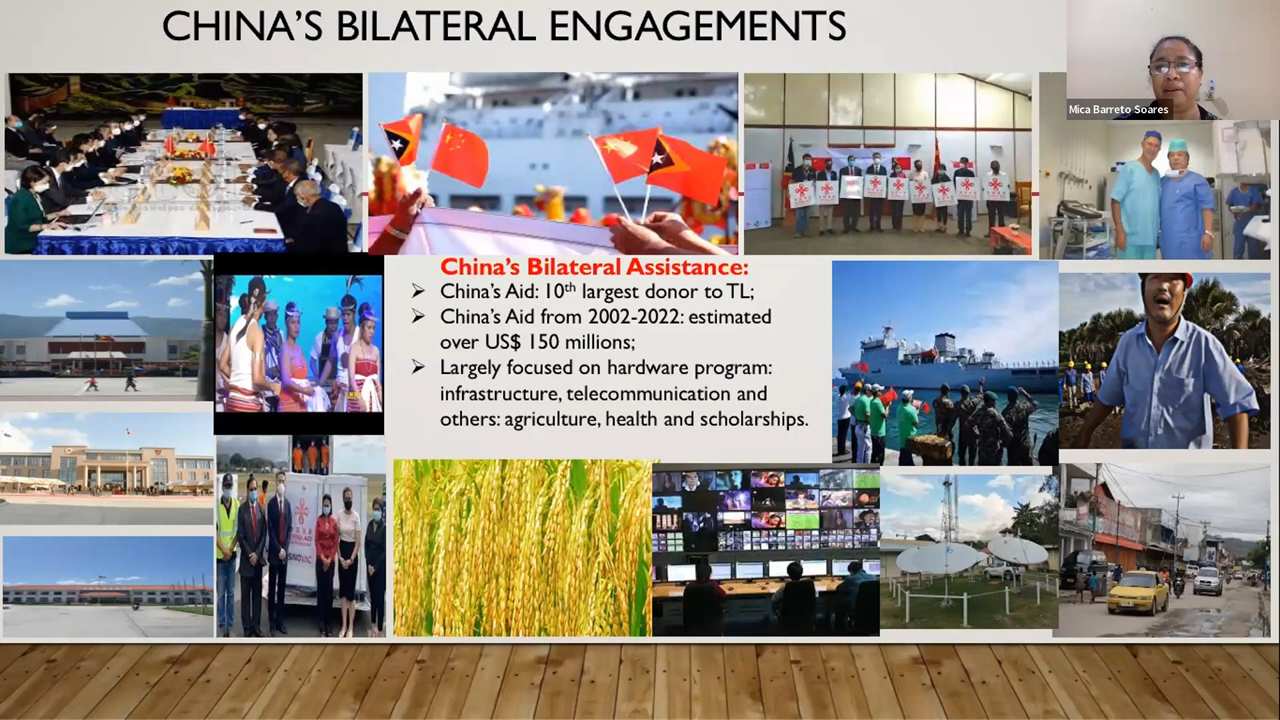 CHINA'S BILATERAL ENGAGEMENTS
Mica Barreto Soares
China's Bilateral Assistance:
➢ China's Aid: 10th largest donor to TL;
➢ China's Aid from 2002-2022: estimated
over US$ 150 millions;
➢ Largely focused on hardware program:
infrastructure, telecommunication and
others: agriculture, health and scholarships.
SINOVAC